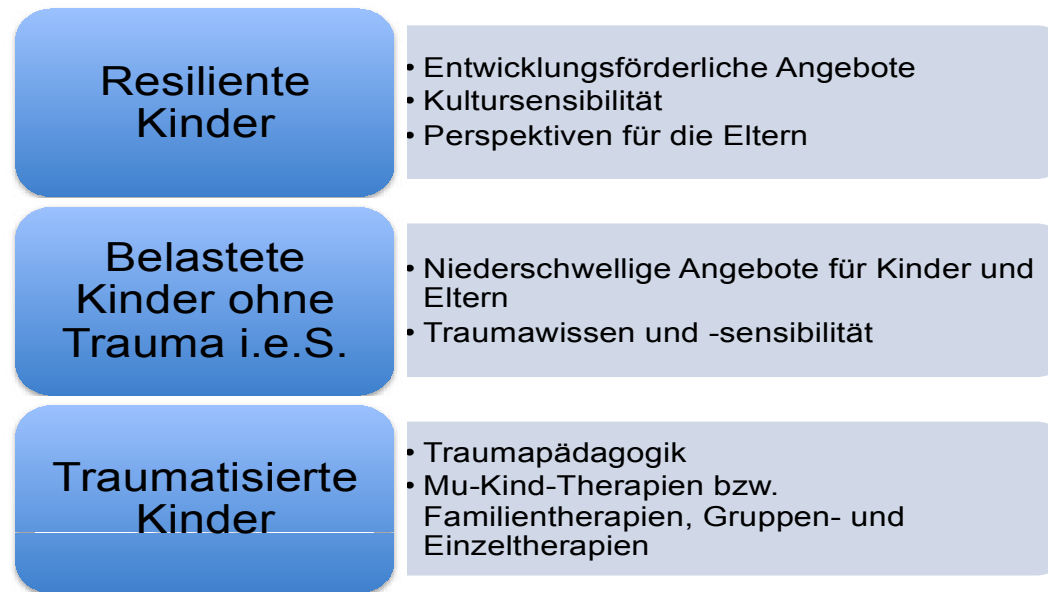 Resiliente
Kinder
• Entwicklungsförderliche Angebote
• Kultursensibilität
• Perspektiven für die Eltern
Belastete
Kinder ohne
Trauma i.e.S.
• Niederschwellige Angebote für Kinder und
Eltern
• Traumawissen und -sensibilität
Traumatisierte
Kinder
• Traumapädagogik
• Mu-Kind-Therapien bzw.
Familientherapien, Gruppen- und
Einzeltherapien